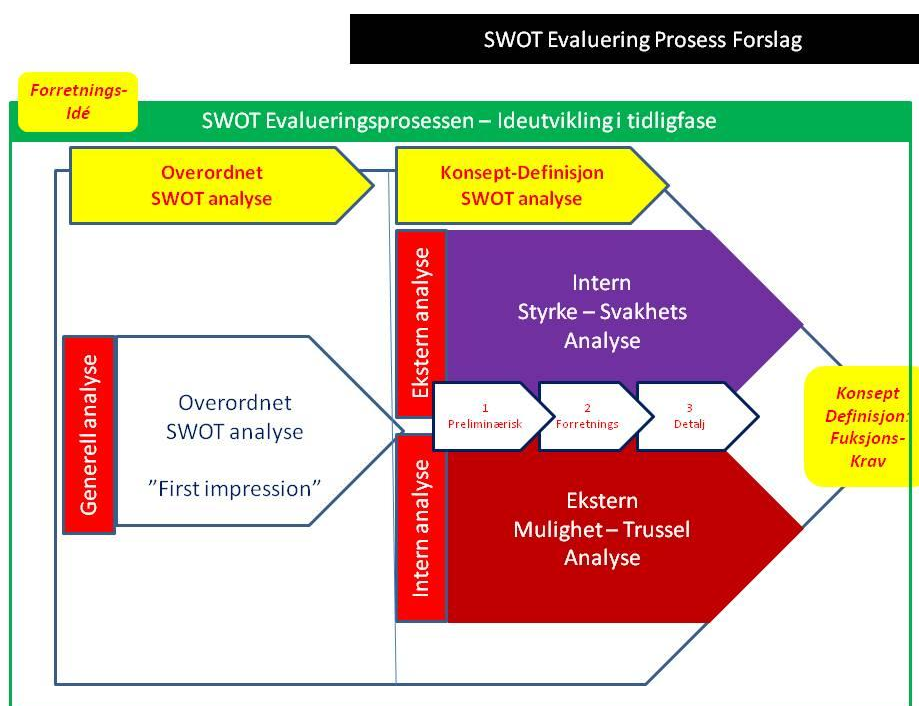 SWOT Evaluering Prosess Forslag
Forretnings-
Idé
SWOT Evalueringsprosessen – Ideutvikling i tidligfase
Overordnet
SWOT analyse
Konsept-Definisjon
SWOT analyse
Generell analyse
Overordnet
SWOT analyse
”First impression”
Ekstern analyse
Intern
Styrke – Svakhets
Analyse
1
Preliminærisk
2
Forretnings
3
Detalj
Intern analyse
Ekstern
Mulighet – Trussel
Analyse
Konsept
Definisjon:
Fuksjons-
Krav